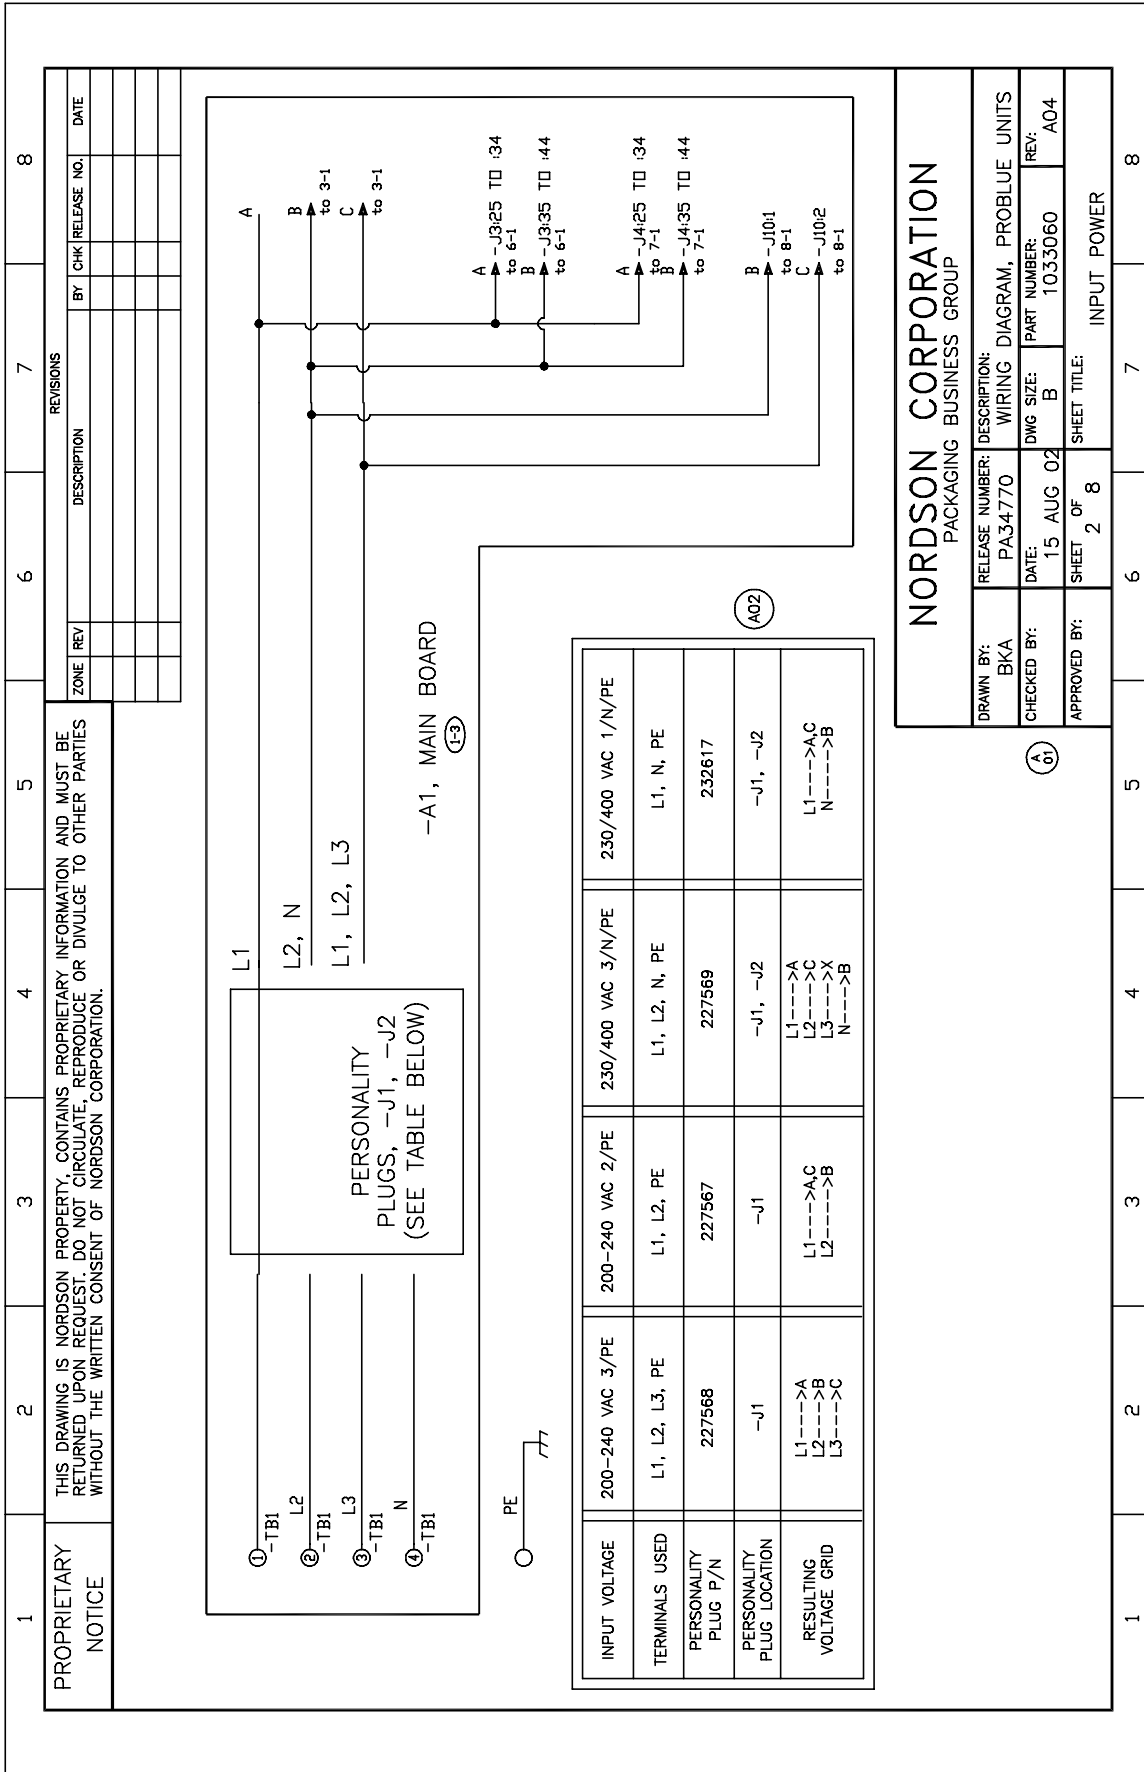 1 2 3 4 5 6 7 8
PROPRIETARY
NOTICE
THIS DRAWING IS NORDSON PROPERTY, CONTAINS PROPRIETARY INFORMATION AND MUST BE
RETURNED UPON REQUEST. DO NOT CIRCULATE, REPRODUCE OR DIVULGE TO OTHER PARTIES
WITHOUT THE WRITTEN CONSENT OF NORDSON CORPORATION.
REVISIONS
ZONE REV DESCRIPTION BY CHK RELEASE NO. DATE
1 -TB1
2 -TB1 L2
3 -TB1 L3
4 -TB1 N
PE
PERSONALITY
PLUGS, -J1, -J2
(SEE TABLE BELOW)
L1
L2, N
L1, L2, L3
-A1, MAIN BOARD
1-3
A
B
to 3-1
C
to 3-1
A -J3:25 TO :34
to 6-1
B -J3:35 TO :44
to 6-1
A -J4:25 TO :34
to 7-1
B -J4:35 TO :44
to 7-1
B -J10:1
to 8-1
C -J10:2
to 8-1
INPUT VOLTAGE 200-240 VAC 3/PE 200-240 VAC 2/PE 230/400 VAC 3/N/PE 230/400 VAC 1/N/PE
TERMINALS USED L1, L2, L3, PE L1, L2, PE L1, L2, N, PE L1, N, PE
PERSONALITY
PLUG P/N
227568 227567 227569 232617
PERSONALITY
PLUG LOCATION
-J1 -J1 -J1, -J2 -J1, -J2
RESULTING
VOLTAGE GRID
L1---->A
L2---->B
L3---->C
L1---->A,C
L2----->B
L1---->A
L2---->C
L3---->X
N---->B
L1---->A,C
N----->B
A02
A
01
NORDSON CORPORATION
PACKAGING BUSINESS GROUP
DRAWN BY:
BKA
RELEASE NUMBER:
PA34770
DESCRIPTION:
WIRING DIAGRAM, PROBLUE UNITS
CHECKED BY:
DATE:
15 AUG 02
DWG SIZE:
B
PART NUMBER:
1033060
REV:
A04
APPROVED BY:
SHEET OF
2 8
SHEET TITLE:
INPUT POWER
1 2 3 4 5 6 7 8